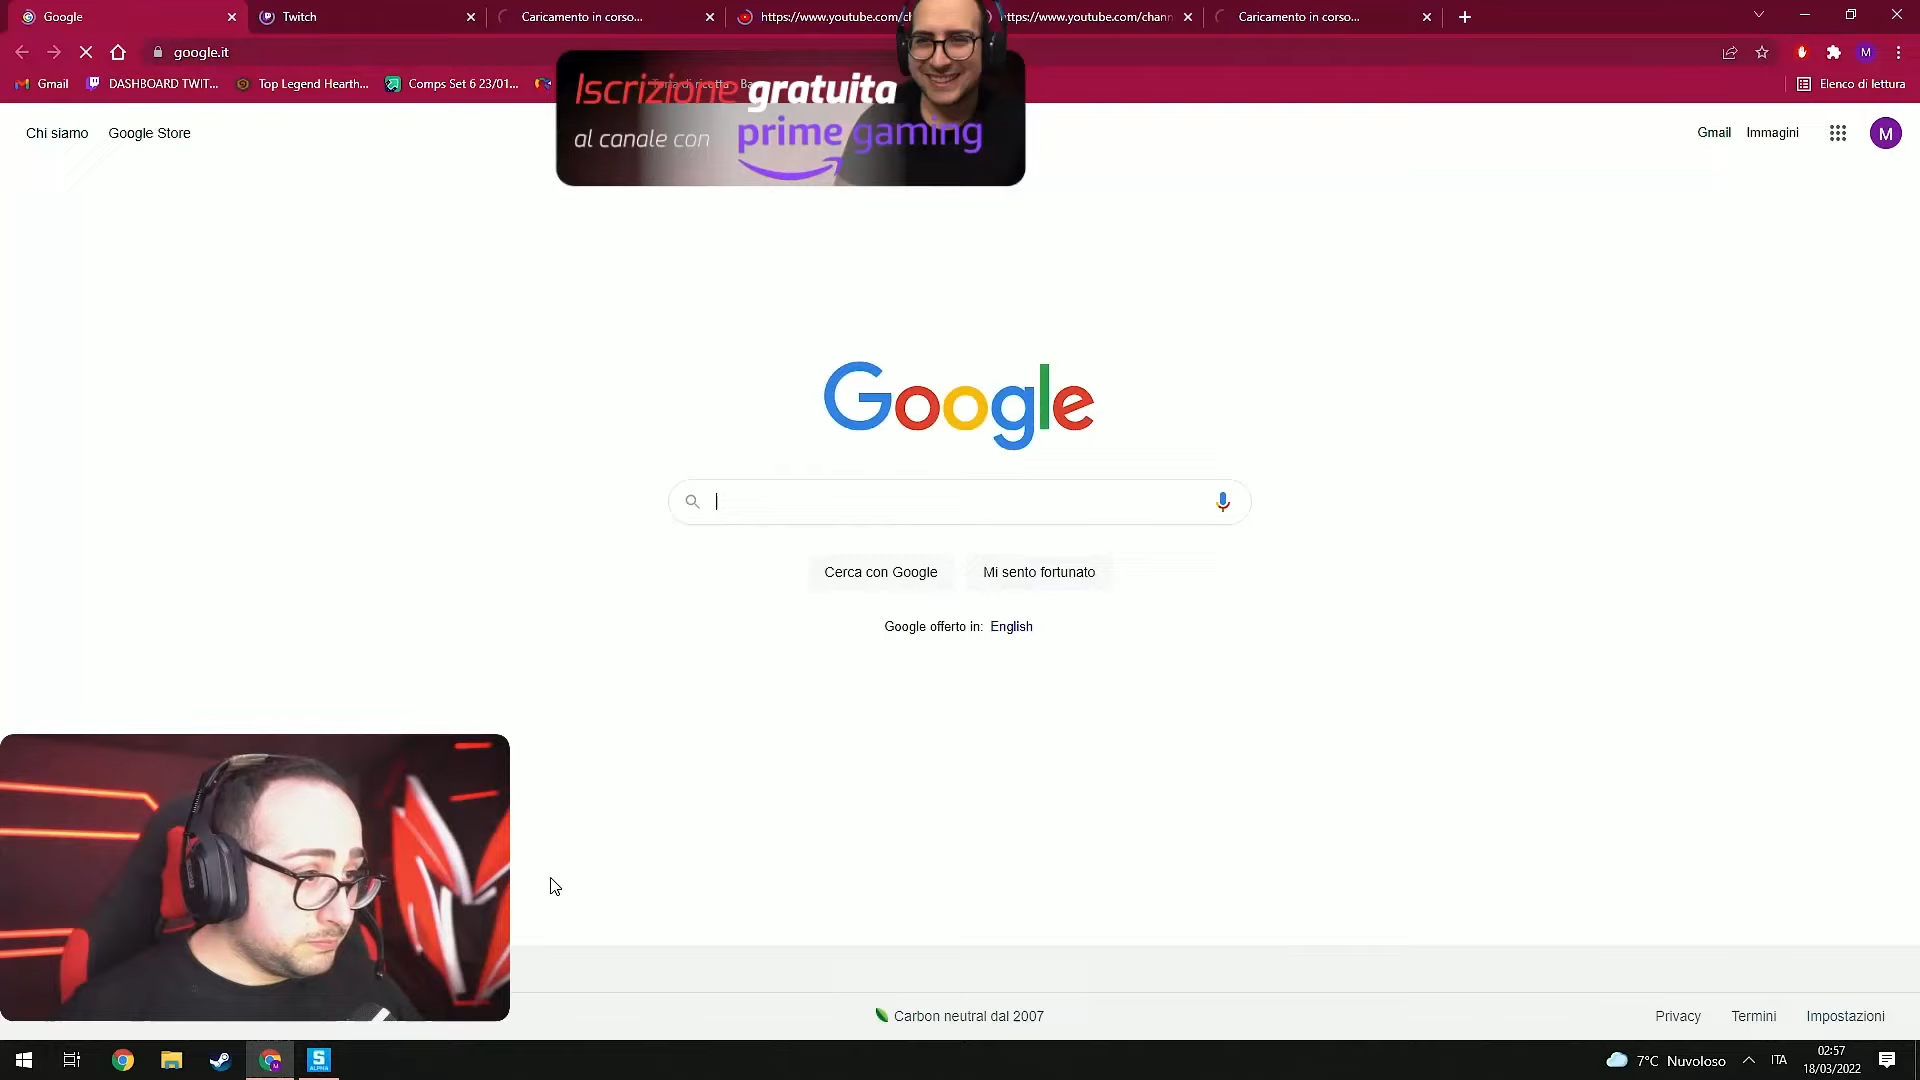 Google
Twitch
Caricamento in corso...
https://www.youtube.com/ch
ttps://www.youtube.com/chann
Caricamento in corso...
google.it
M
Gmail
DASHBOARD TWIT...
Top Legend Hearth...
Comps Set 6 23/01...
Elenco di lettura
Iscrizione gratuita
al canale con prime gaming
Chi siamo
Google Store
Gmail
Immagini
M
Google
Cerca con Google
Mi sento fortunato
Google offerto in: English
Carbon neutral dal 2007
Privacy
Termini
Impostazioni
S
ALPHA
7°C Nuvoloso
ITA
02:57
18/03/2022